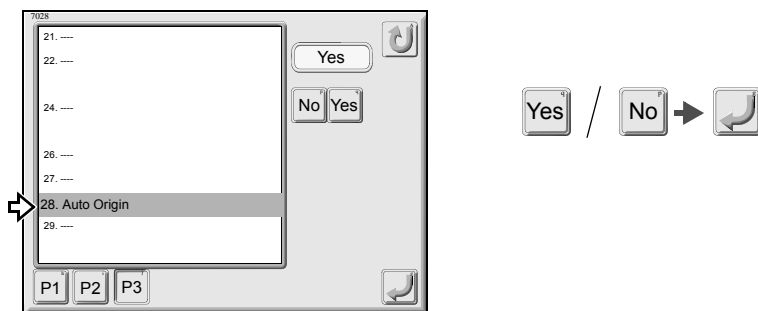 7028
21. ----
22. ----
24. ----
26. ----
27. ----
28. Auto Origin
29. ----
Yes
No Yes
P1 P2 P3
Yes / No